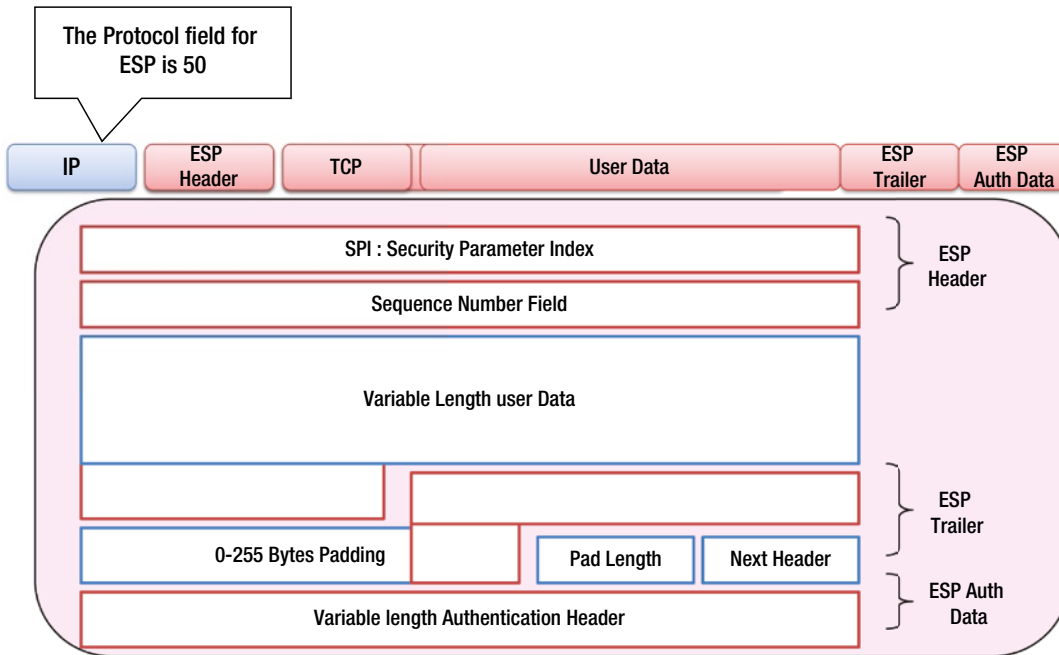 The Protocol field for
ESP is 50
IP
ESP
Header
TCP
User Data
ESP
Trailer
ESP
Auth Data
SPI : Security Parameter Index
ESP
Header
Sequence Number Field
Variable Length user Data
ESP
Trailer
0-255 Bytes Padding
Pad Length
Next Header
ESP Auth
Data
Variable length Authentication Header